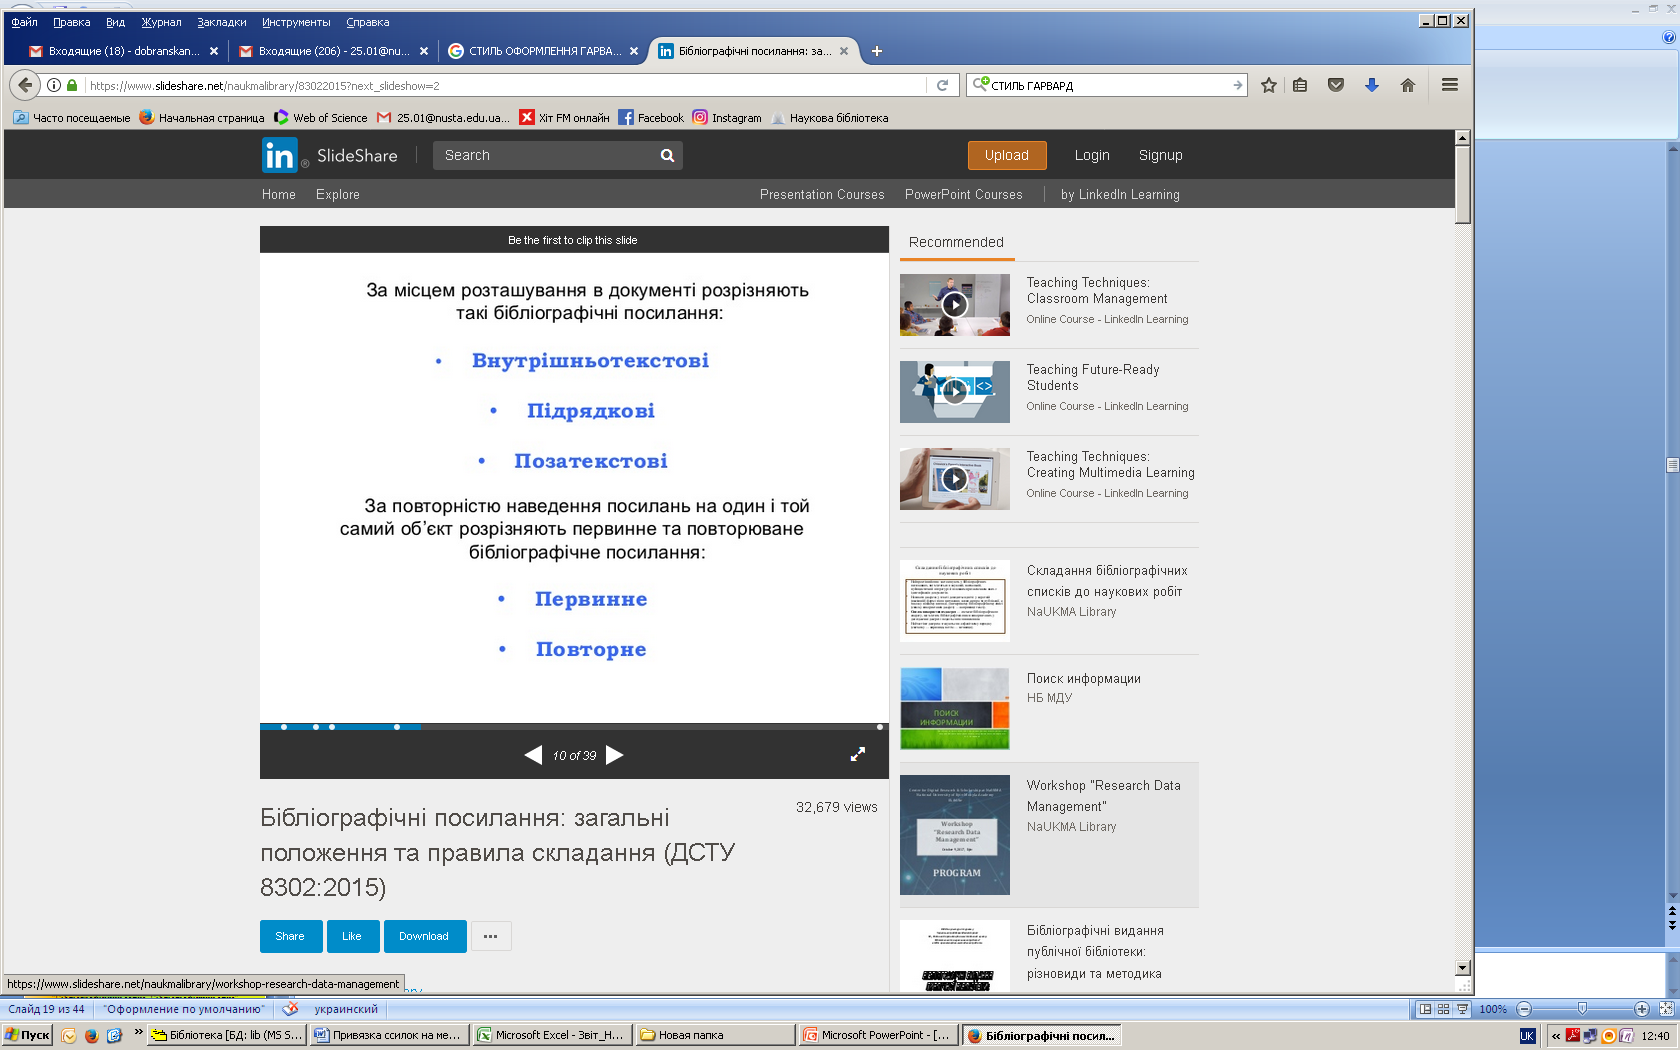 Файл Правка Вид Журнал Закладки Инструменты Справка
Входящие (18) - dobranskan... Входящие (206) - 25.01@nu... СТИЛЬ ОФОРМЛЕННЯ ГАРВА... Бібліографічні посилання: за...
https://www.slideshare.net/naukmalibrary/83022015?next_slideshow=2
СТИЛЬ ГАРВАРД
Часто посещаемые Начальная страница Web of Science 25.01@nusta.edu.ua... Хіт FM онлайн Facebook Instagram Наукова бібліотека
in SlideShare
Search
Upload Login Signup
Home Explore Presentation Courses PowerPoint Courses by LinkedIn Learning
Be the first to clip this slide
За місцем розташування в документі розрізняють
такі бібліографічні посилання:
• Внутрішньотекстові
• Підрядкові
• Позатекстові
За повторністю наведення посилань на один і той
самий об’єкт розрізняють первинне та повторюване
бібліографічне посилання:
• Первинне
• Повторне
10 of 39
Бібліографічні посилання: загальні
положення та правила складання (ДСТУ
8302:2015)
32,679 views
Share Like Download ...
Recommended
Teaching Techniques:
Classroom Management
Online Course - LinkedIn Learning
Teaching Future-Ready
Students
Online Course - LinkedIn Learning
Teaching Techniques:
Creating Multimedia Learning
Online Course - LinkedIn Learning
Складання бібліографічних
списків до наукових робіт
NaUKMA Library
ПОИСК
ИНФОРМАЦИИ
Поиск информации
НБ МДУ
Workshop
"Research Data
Management"
PROGRAM
Workshop "Research Data
Management"
NaUKMA Library
Бібліографічні видання
публічної бібліотеки:
різновиди та методика
https://www.slideshare.net/naukmalibrary/workshop-research-data-management
Слайд 19 из 44 "Оформление по умолчанию" украинский 100%
Пуск Бібліотека [БД: lib (MS S... Привязка ссилок на ме... Microsoft Excel - Звіт_Н... Новая папка Microsoft PowerPoint - [... Бібліографічні посил... UK 12:40